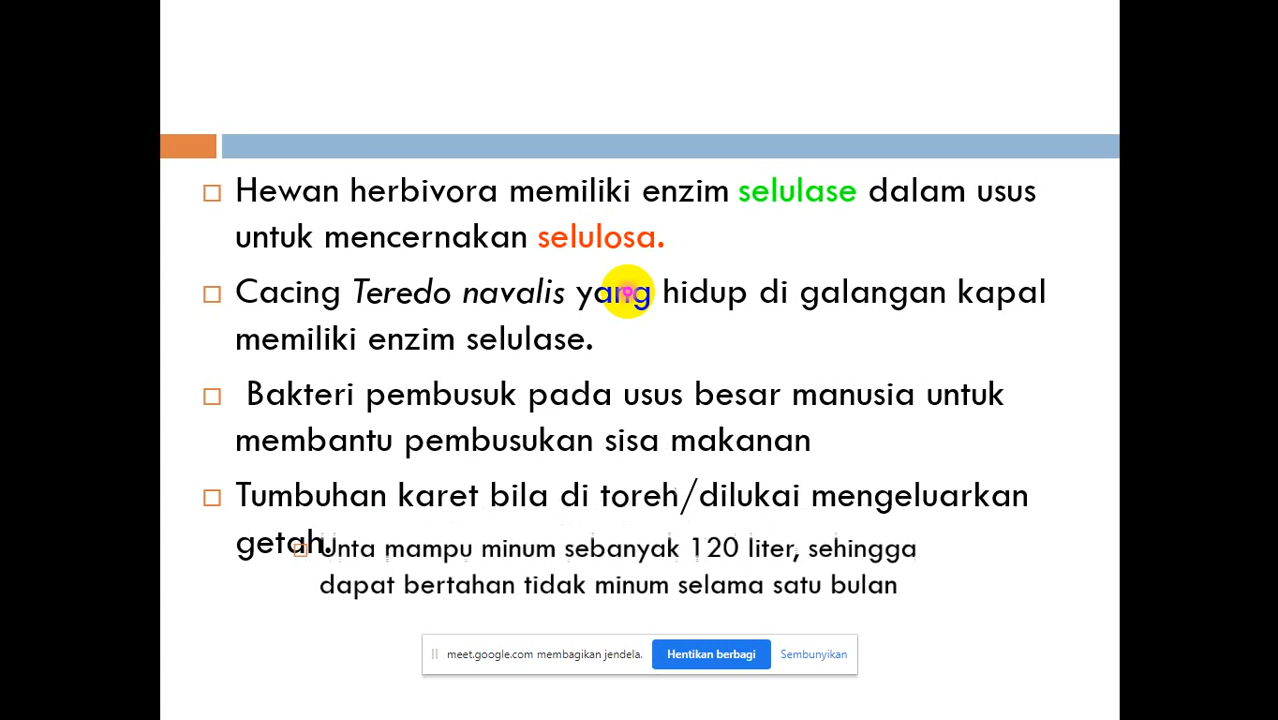 Hewan herbivora memiliki enzim selulase dalam usus
untuk mencernakan selulosa.
Cacing Teredo navalis yang hidup di galangan kapal
memiliki enzim selulase.
Bakteri pembusuk pada usus besar manusia untuk
membantu pembusukan sisa makanan
Tumbuhan karet bila di toreh/dilukai mengeluarkan
getah.
Unta mampu minum sebanyak 120 liter, sehingga
dapat bertahan tidak minum selama satu bulan
meet.google.com membagikan jendela. Hentikan berbagi Sembunyikan